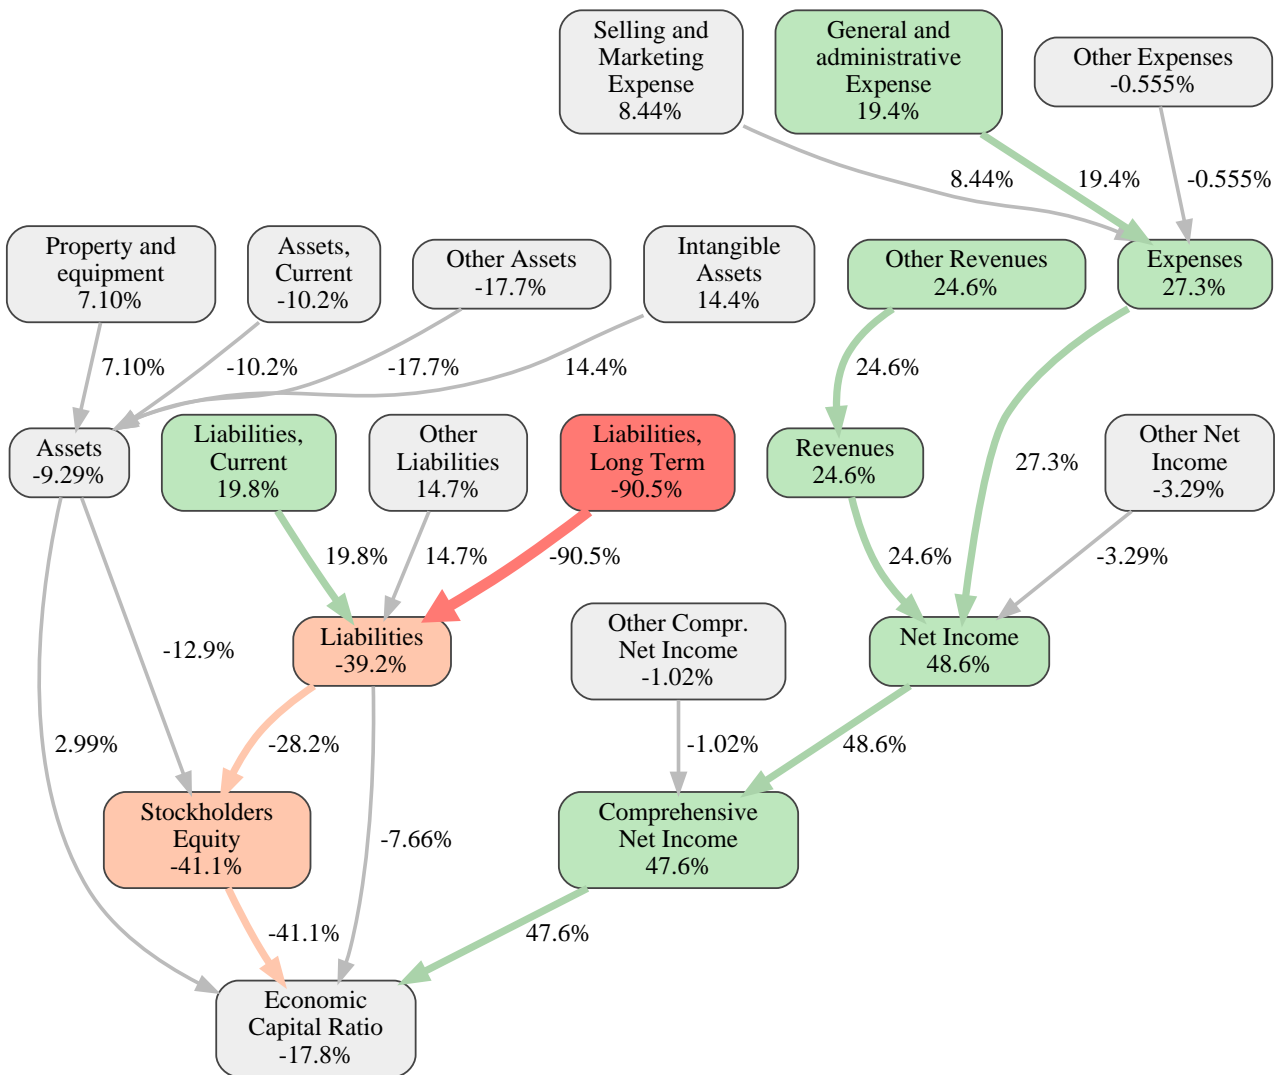 Selling and
Marketing
Expense
8.44%
General and
administrative
Expense
19.4%
Other Expenses
-0.555%
8.44%
19.4%
-0.555%
Property and
equipment
7.10%
Assets,
Current
-10.2%
Other Assets
-17.7%
Intangible
Assets
14.4%
Other Revenues
24.6%
Expenses
27.3%
7.10%
-10.2%
-17.7%
14.4%
24.6%
Assets
-9.29%
Liabilities,
Current
19.8%
Other
Liabilities
14.7%
Liabilities,
Long Term
-90.5%
Revenues
24.6%
27.3%
Other Net
Income
-3.29%
19.8%
14.7%
-90.5%
24.6%
-3.29%
-12.9%
Liabilities
-39.2%
Other Compr.
Net Income
-1.02%
Net Income
48.6%
2.99%
-28.2%
-1.02%
48.6%
Stockholders
Equity
-41.1%
-7.66%
Comprehensive
Net Income
47.6%
-41.1%
47.6%
Economic
Capital Ratio
-17.8%